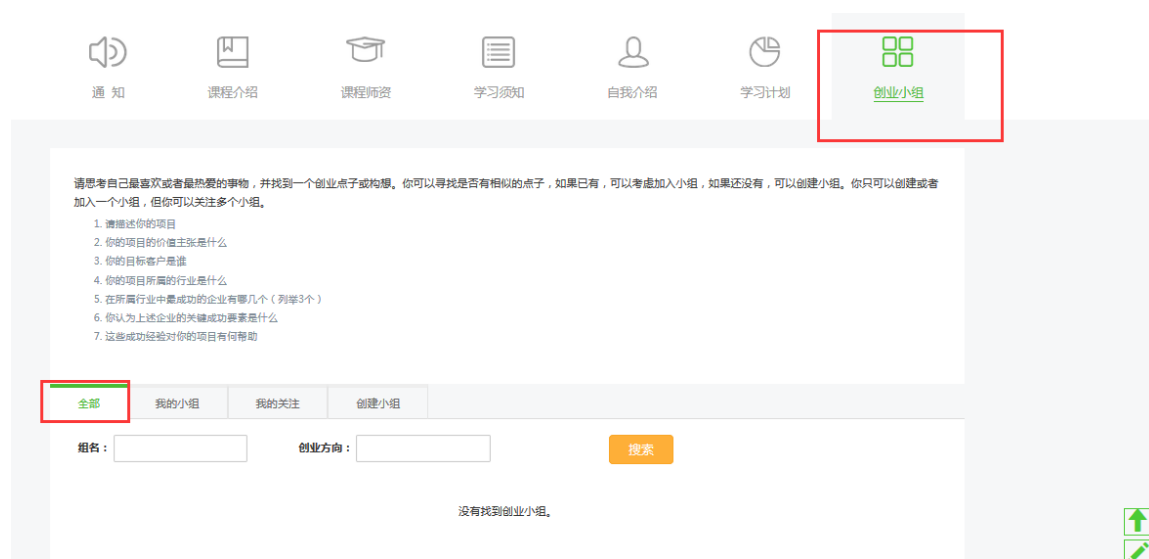 通 知 课程介绍 课程师资 学习须知 自我介绍 学习计划 创业小组
请思考自己最喜欢或者最热爱的事物，并找到一个创业点子或构想。你可以寻找是否有相似的点子，如果已有，可以考虑加入小组，如果还没有，可以创建小组。你只可以创建或者
加入一个小组，但你可以关注多个小组。
1. 请描述你的项目
2. 你的项目的价值主张是什么
3. 你的目标客户是谁
4. 你的项目所属的行业是什么
5. 在所属行业中最成功的企业有哪几个（列举3个）
6. 你认为上述企业的关键成功要素是什么
7. 这些成功经验对你的项目有何帮助
全部 我的小组 我的关注 创建小组
组名： 创业方向： 搜索
没有找到创业小组。